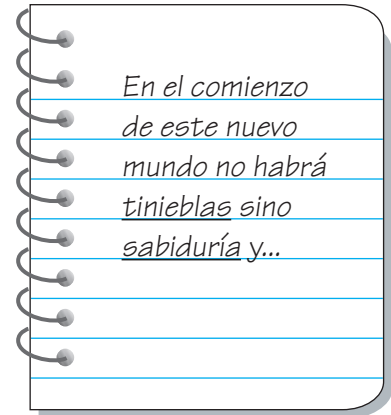 En el comienzo
de este nuevo
mundo no habrá
tinieblas sino
sabiduría y...